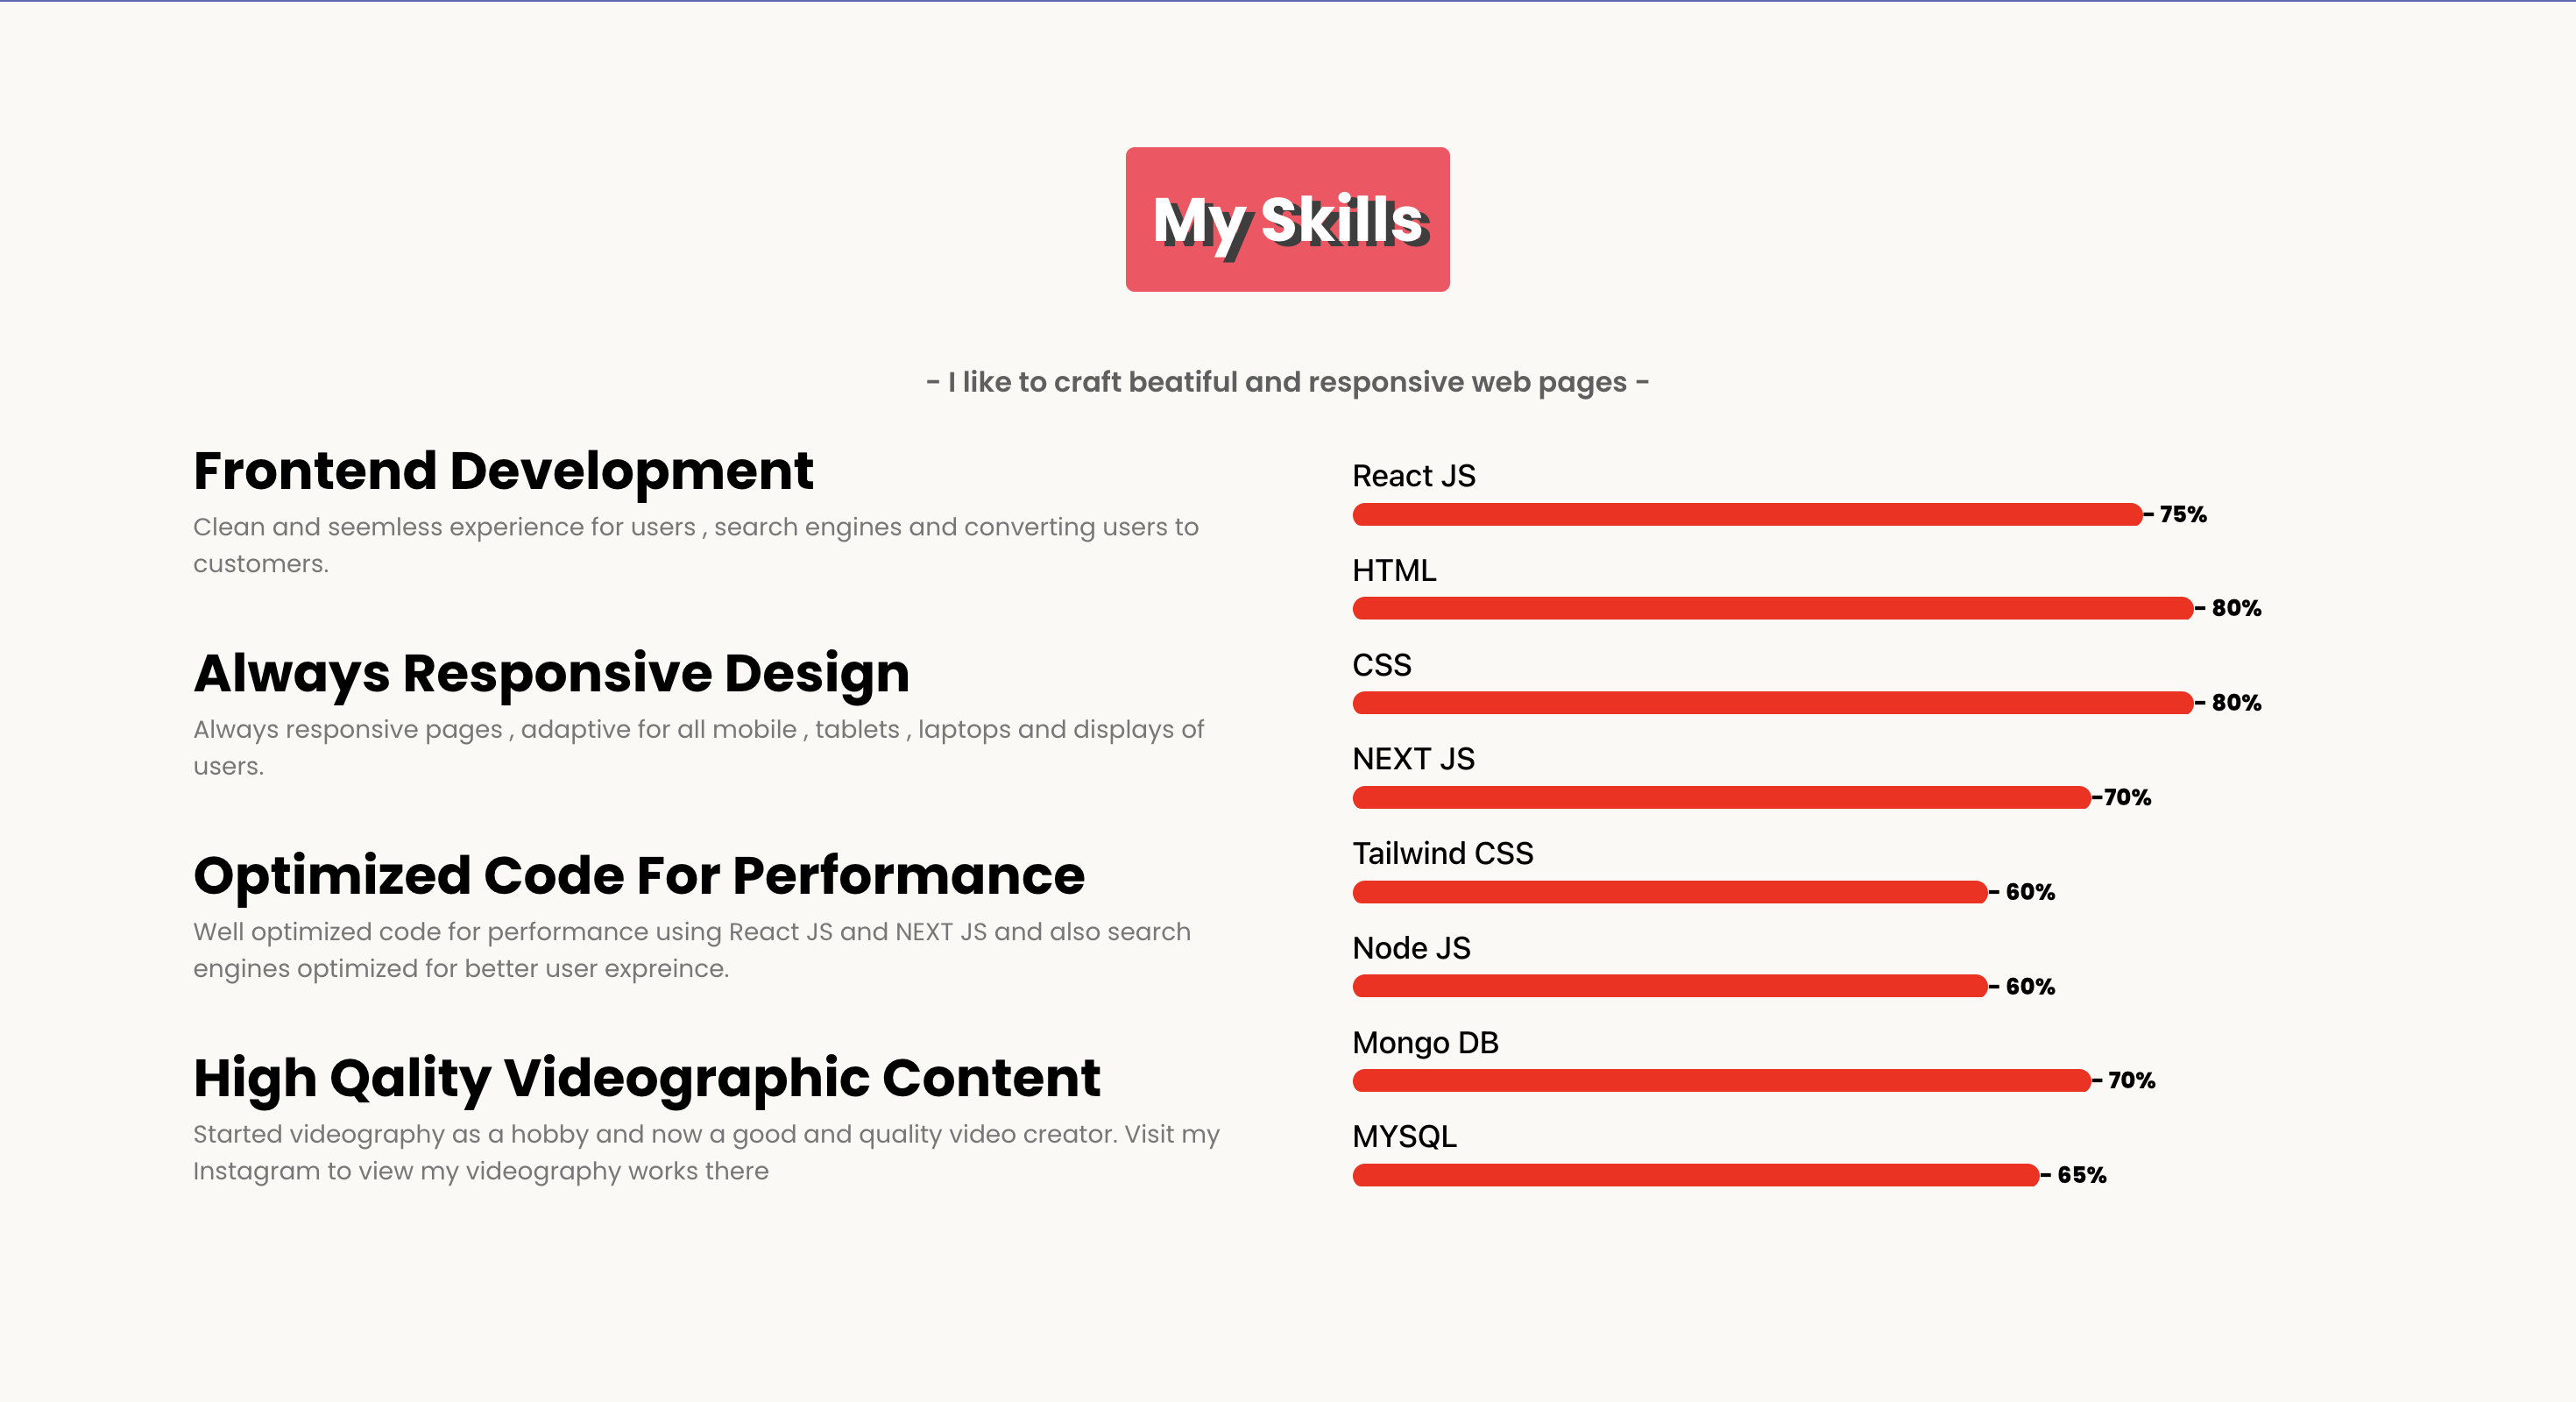 My Skills
- I like to craft beatiful and responsive web pages -
Frontend Development
Clean and seemless experience for users , search engines and converting users to
customers.
Always Responsive Design
Always responsive pages , adaptive for all mobile , tablets , laptops and displays of
users.
Optimized Code For Performance
Well optimized code for performance using React JS and NEXT JS and also search
engines optimized for better user expreince.
High Qality Videographic Content
Started videography as a hobby and now a good and quality video creator. Visit my
Instagram to view my videography works there
React JS
- 75%
HTML
- 80%
CSS
- 80%
NEXT JS
-70%
Tailwind CSS
- 60%
Node JS
- 60%
Mongo DB
- 70%
MYSQL
- 65%